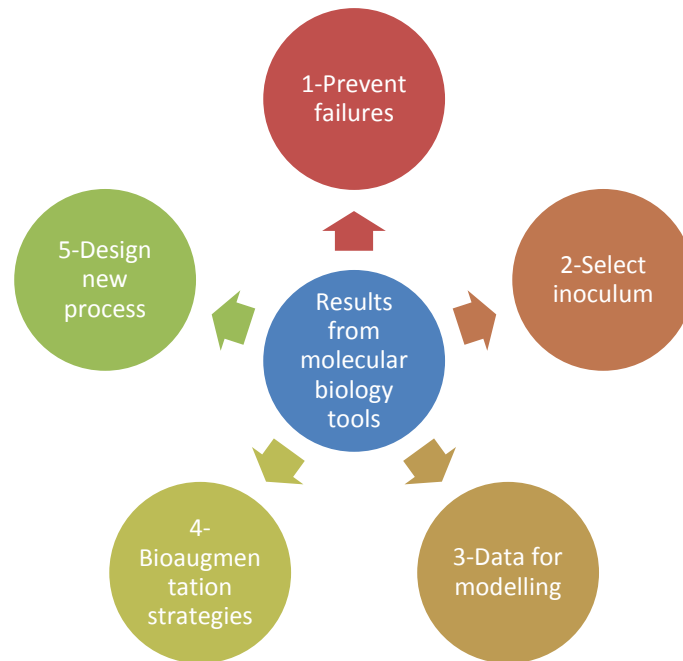 1-Prevent
failures
2-Select
inoculum
3-Data for
modelling
4-
Bioaugmen
tation
strategies
5-Design
new
process
Results
from
molecular
biology
tools